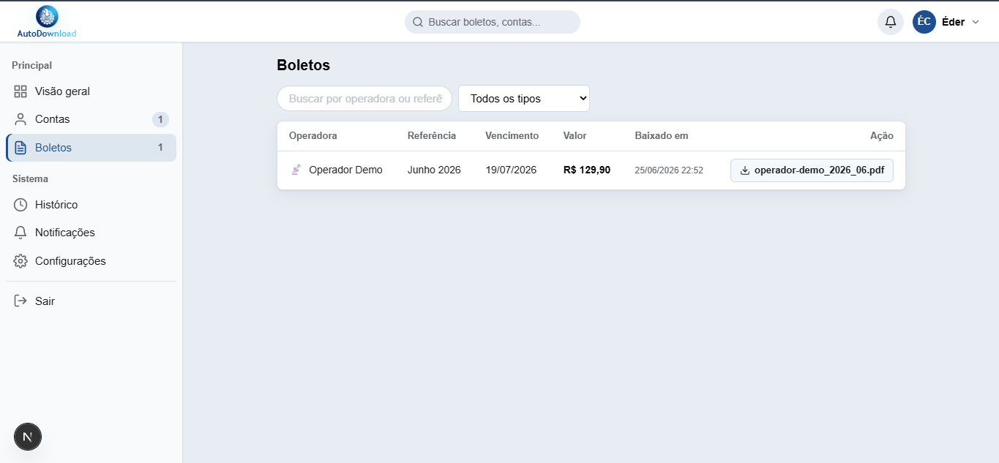 AutoDownload
Buscar boletos, contas...
ÉC
Éder
Principal
Visão geral
Contas
1
Boletos
1
Sistema
Histórico
Notificações
Configurações
Sair
N
Boletos
Buscar por operadora ou referê
Todos os tipos
Operadora Referência Vencimento Valor Baixado em Ação
Operador Demo Junho 2026 19/07/2026 R$ 129,90 25/06/2026 22:52 operador-demo_2026_06.pdf